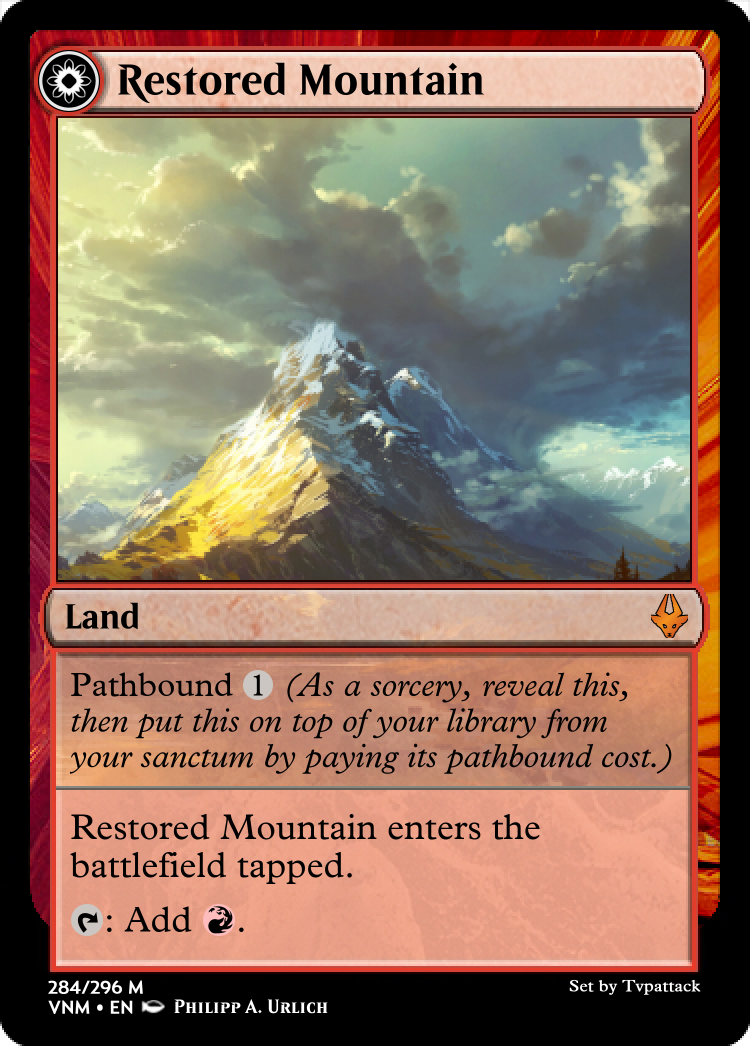 Restored Mountain
Land
Pathbound 1 (As a sorcery, reveal this,
then put this on top of your library from
your sanctum by paying its pathbound cost.)
Restored Mountain enters the
battlefield tapped.
: Add .
284/296 M
VNM • EN Philipp A. Urlich
Set by Tvpattack